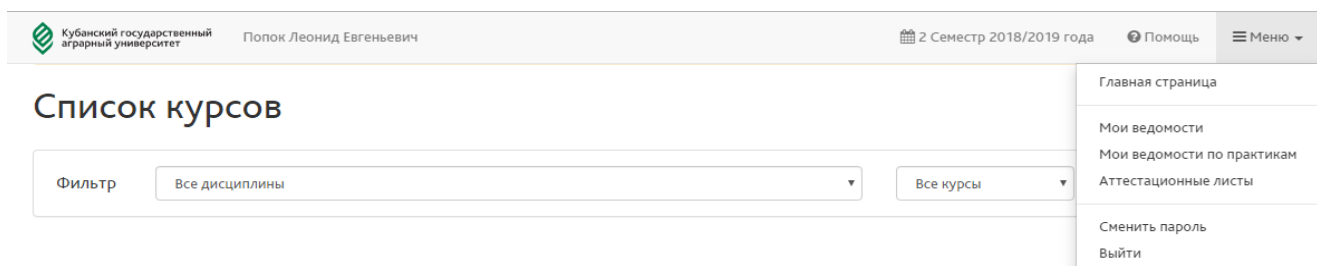 Кубанский государственный
аграрный университет
Попок Леонид Евгеньевич
2 Семестр 2018/2019 года
Помощь
Меню
Главная страница
Список курсов
Мои ведомости
Мои ведомости по практикам
Фильтр
Все дисциплины
Все курсы
Аттестационные листы
Сменить пароль
Выйти